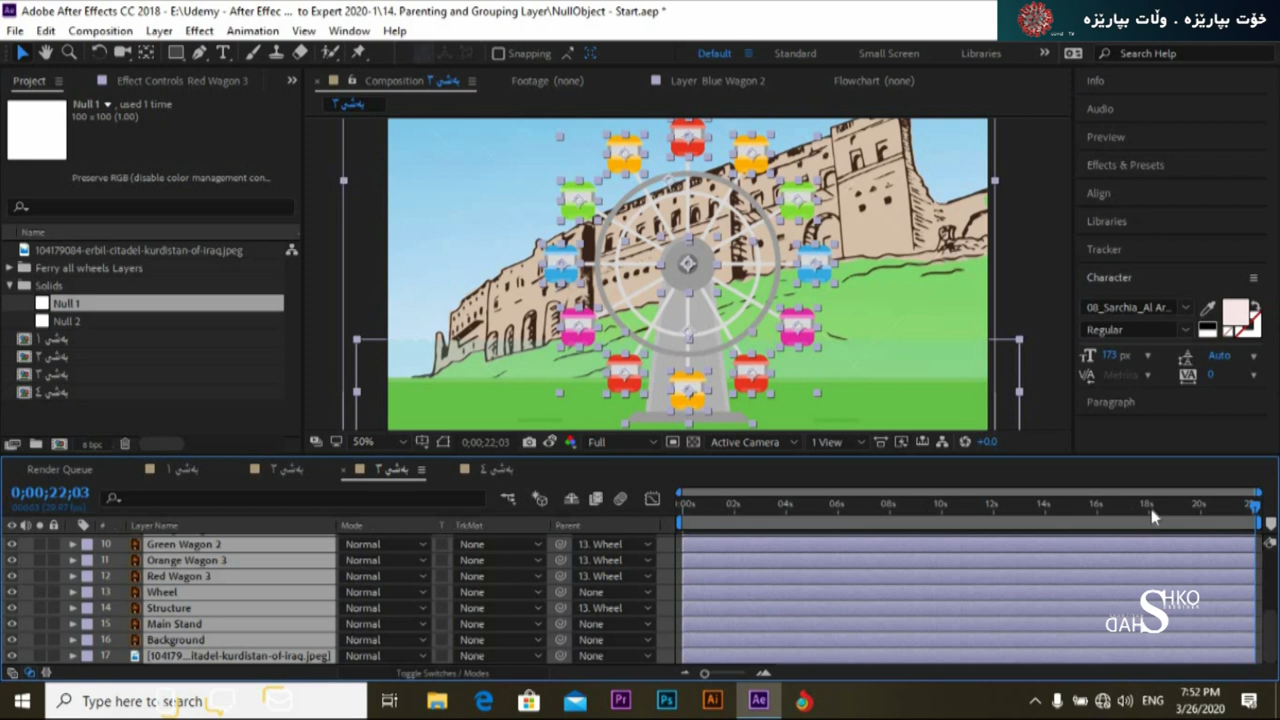 Adobe After Effects CC 2018 - E:\Udemy - After Effec ... to Expert 2020-1\14. Parenting and Grouping Layer\NullObject - Start.aep *
خۆت بپارێزە . وڵات بپارێزە
File Edit Composition Layer Effect Animation View Window Help
Snapping Default Standard Small Screen Libraries Search Help
Project Effect Controls Red Wagon 3 Composition بەشی ٣ Footage (none) Layer Blue Wagon 2 Flowchart (none) Info
بەشی ٣
Null 1 , used 1 time
100 x 100 (1.00)
Audio
Preview
Effects & Presets
Preserve RGB (disable color management con...
Align
Libraries
Name
104179084-erbil-citadel-kurdistan-of-iraq.jpeg
Tracker
Ferry all wheels Layers
Character
Solids
Null 1
08_Sarchia_Al Ar...
Null 2
Regular
بەشی ١
بەشی ٢
173 px Auto
بەشی ٣
Metrics 0
بەشی ٤
Paragraph
8 bpc 50% 0;00;22;03 Full Active Camera 1 View +0.0
Render Queue بەشی ١ بەشی ٢ بەشی ٣ بەشی ٤
0;00;22;03
00663 (29.97 fps)
:00s 02s 04s 06s 08s 10s 12s 14s 16s 18s 20s
# Layer Name Mode T TrkMat Parent
10 Green Wagon 2 Normal None 13. Wheel
11 Orange Wagon 3 Normal None 13. Wheel
12 Red Wagon 3 Normal None 13. Wheel
13 Wheel Normal None None
14 Structure Normal None 13. Wheel
15 Main Stand Normal None None
16 Background Normal None None
17 [104179...itadel-kurdistan-of-iraq.jpeg] Normal None None
SHKO
Toggle Switches / Modes
Type here to search
Pr Ps Ai Ae
ENG
7:52 PM
3/26/2020